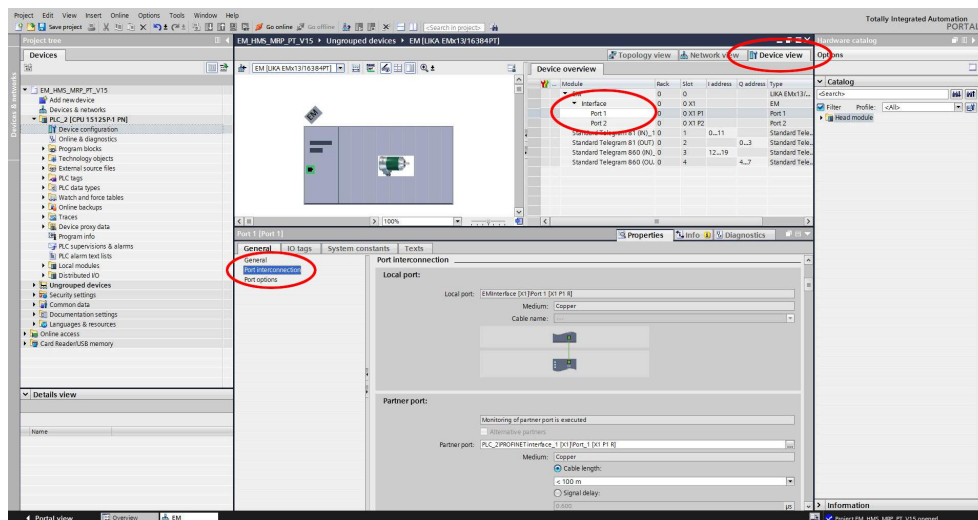 Project Edit View Insert Online Options Tools Window Help
Totally Integrated Automation
PORTAL
Save project
Go online
Go offline
<Search in project>
Project tree
EM_HMS_MRP_PT_V15 ▸ Ungrouped devices ▸ EM [LIKA EMx13/16384PT]
Hardware catalog
Devices
Topology view
Network view
Device view
Options
EM [LIKA EMx13/16384PT]
Device overview
Module Rack Slot I address Q address Type
EM 0 0 LIKA EMx13/...
Interface 0 0 X1 EM
Port 1 0 0 X1 P1 Port 1
Port 2 0 0 X1 P2 Port 2
Standard Telegram 81 (IN)_1 0 1 0...11 Standard Tele..
Standard Telegram 81 (OUT) 0 2 0...3 Standard Tele..
Standard Telegram 860 (IN)_ 0 3 12...19 Standard Tele..
Standard Telegram 860 (OU. 0 4 4...7 Standard Tele..
Catalog
<Search>
Filter Profile: <All>
Head module
EM_HMS_MRP_PT_V15
Add new device
Devices & networks
PLC_2 [CPU 1512SP-1 PN]
Device configuration
Online & diagnostics
Program blocks
Technology objects
External source files
PLC tags
PLC data types
Watch and force tables
Online backups
Traces
Device proxy data
Program info
PLC supervisions & alarms
PLC alarm text lists
Local modules
Distributed I/O
Ungrouped devices
Security settings
Common data
Documentation settings
Languages & resources
Online access
Card Reader/USB memory
Devices & networks
EM
100%
Port 1 [Port 1]
Properties
Info
Diagnostics
General IO tags System constants Texts
General
Port interconnection
Port options
Port interconnection
Local port:
Local port: EM\Interface [X1]\Port 1 [X1 P1 R]
Medium: Copper
Cable name: ---
Partner port:
Monitoring of partner port is executed
Alternative partners
Partner port: PLC_2\PROFINET interface_1 [X1]\Port_1 [X1 P1 R]
Medium: Copper
Cable length:
< 100 m
Signal delay:
0.600 µs
Details view
Name
Information
Portal view
Overview
EM
Project EM_HMS_MRP_PT_V15 opened.